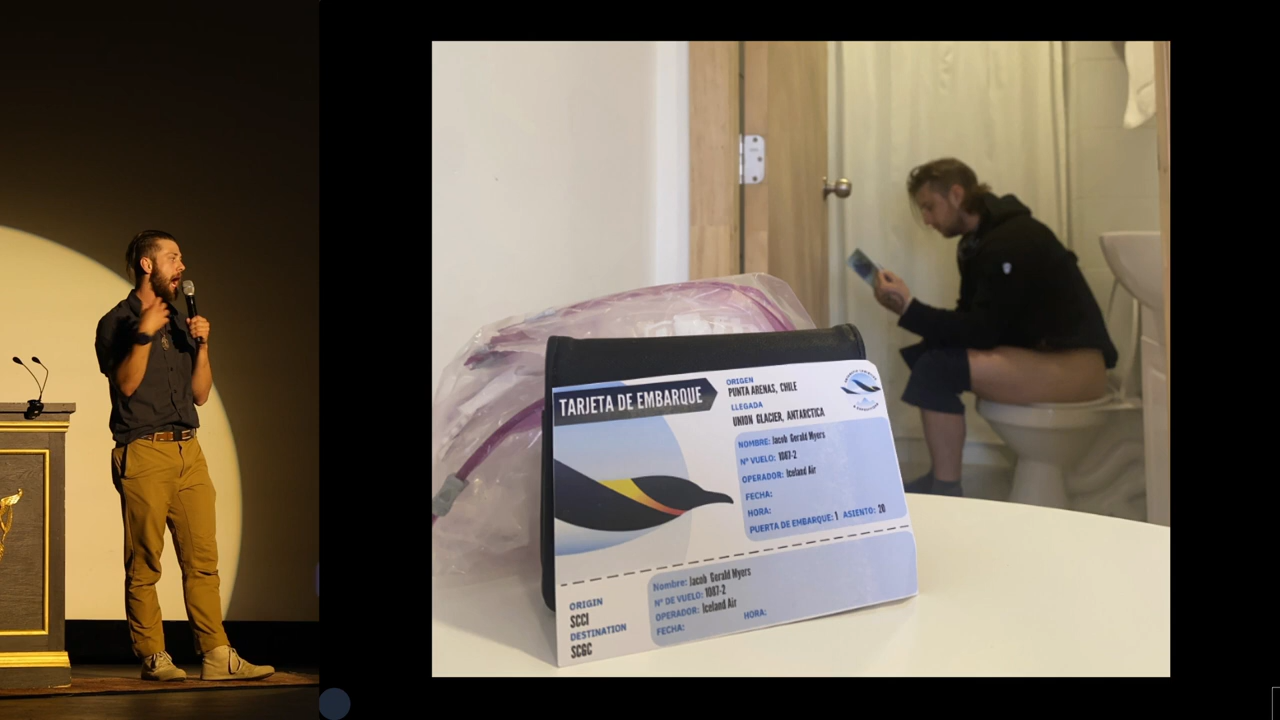 TARJETA DE EMBARQUE
ORIGEN
PUNTA ARENAS, CHILE
LLEGADA
UNION GLACIER, ANTARCTICA
NOMBRE: Jacob Gerald Myers
Nº VUELO: 1087-2
OPERADOR: Iceland Air
FECHA:
HORA:
PUERTA DE EMBARQUE: 1 ASIENTO: 20
ORIGIN
SCCI
DESTINATION
SCGC
Nombre: Jacob Gerald Myers
Nº DE VUELO: 1087-2
OPERADOR: Iceland Air
FECHA: HORA: